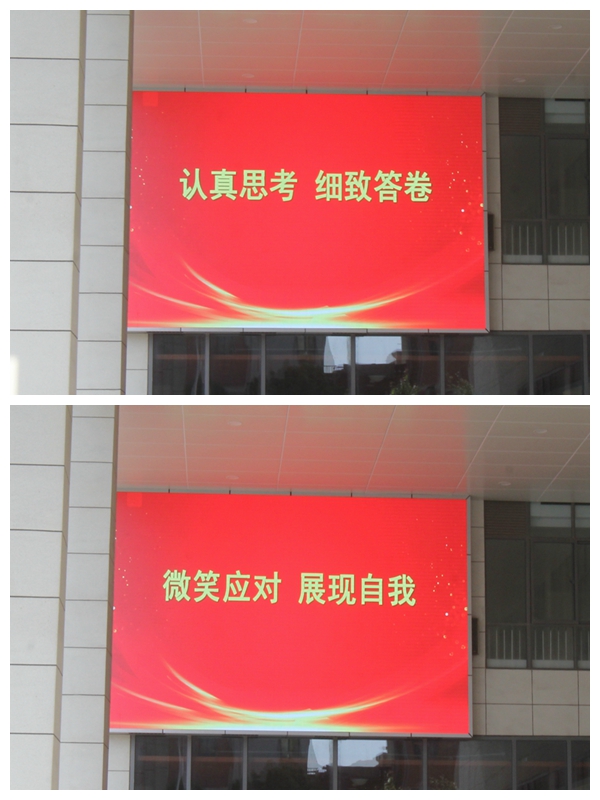 认真思考 细致答卷
微笑应对 展现自我